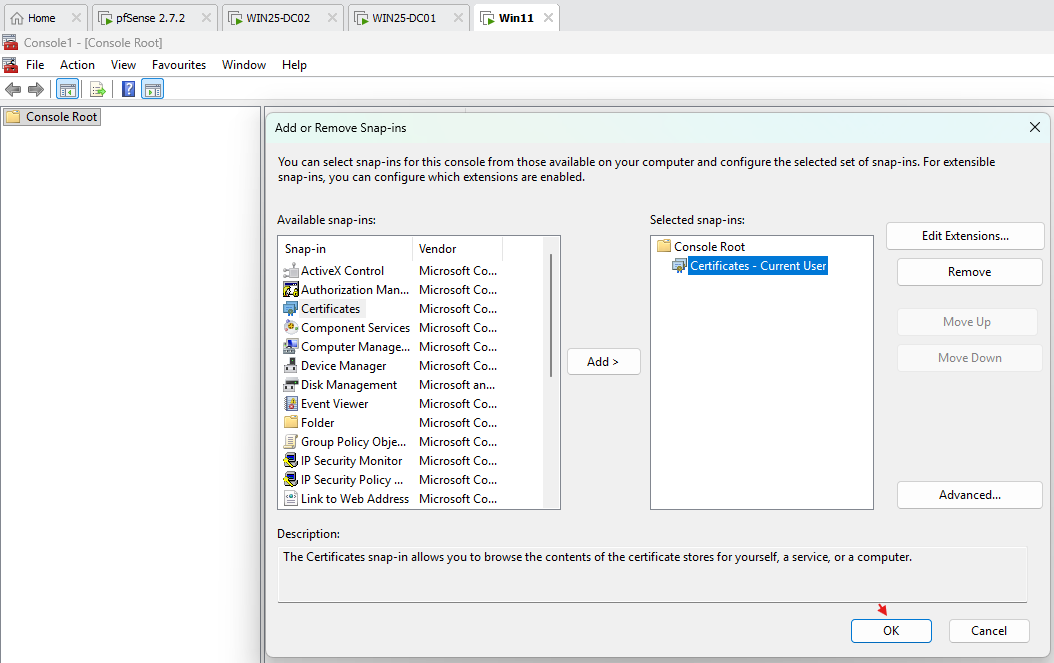 Home
pfSense 2.7.2
WIN25-DC02
WIN25-DC01
Win11
Console1 - [Console Root]
File Action View Favourites Window Help
Console Root
Add or Remove Snap-ins
You can select snap-ins for this console from those available on your computer and configure the selected set of snap-ins. For extensible
snap-ins, you can configure which extensions are enabled.
Available snap-ins:
Snap-in Vendor
ActiveX Control Microsoft Co...
Authorization Man... Microsoft Co...
Certificates Microsoft Co...
Component Services Microsoft Co...
Computer Manage... Microsoft Co...
Device Manager Microsoft Co...
Disk Management Microsoft an...
Event Viewer Microsoft Co...
Folder Microsoft Co...
Group Policy Obje... Microsoft Co...
IP Security Monitor Microsoft Co...
IP Security Policy ... Microsoft Co...
Link to Web Address Microsoft Co...
Add >
Selected snap-ins:
Console Root
Certificates - Current User
Edit Extensions...
Remove
Move Up
Move Down
Advanced...
Description:
The Certificates snap-in allows you to browse the contents of the certificate stores for yourself, a service, or a computer.
OK
Cancel